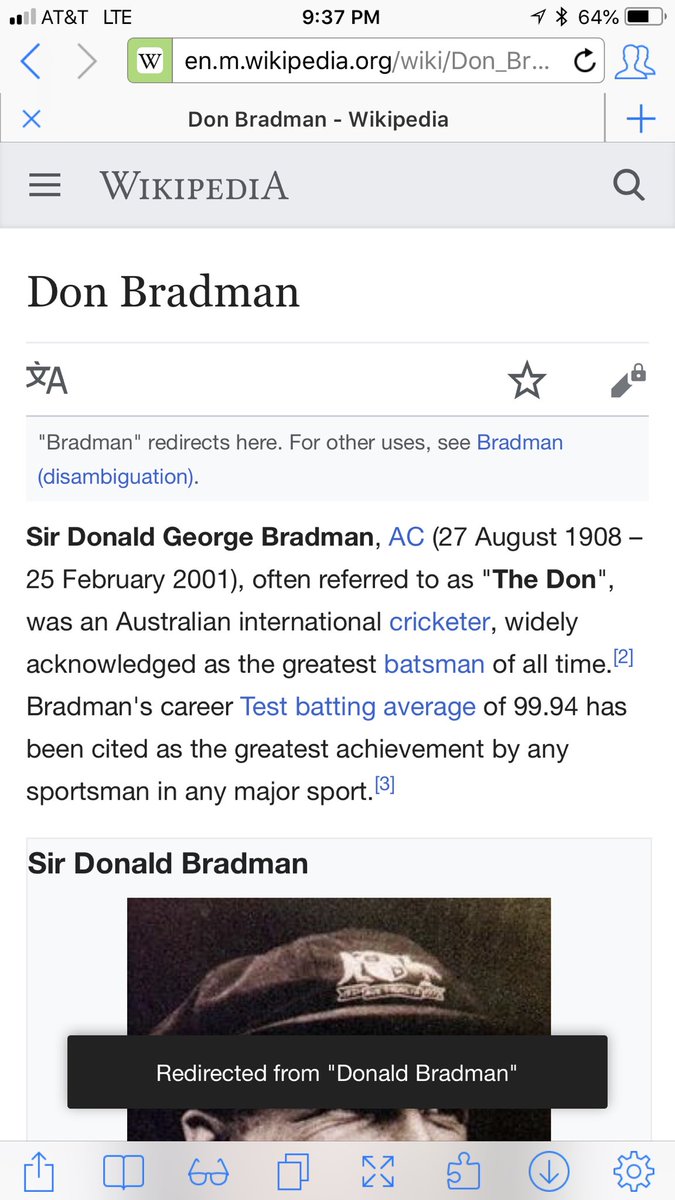 AT&T LTE 9:37 PM 64%
W en.m.wikipedia.org/wiki/Don_Br...
Don Bradman - Wikipedia
WIKIPEDIA
Don Bradman
文A
"Bradman" redirects here. For other uses, see Bradman
(disambiguation).
Sir Donald George Bradman, AC (27 August 1908 –
25 February 2001), often referred to as "The Don",
was an Australian international cricketer, widely
acknowledged as the greatest batsman of all time.[2]
Bradman's career Test batting average of 99.94 has
been cited as the greatest achievement by any
sportsman in any major sport.[3]
Sir Donald Bradman
Redirected from "Donald Bradman"